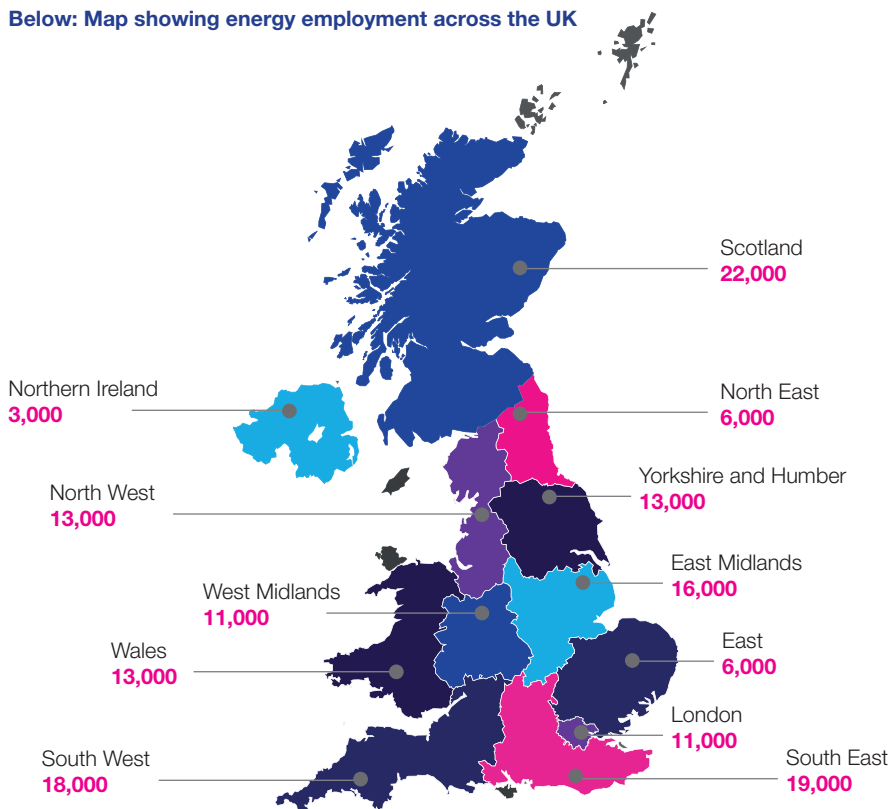 Below: Map showing energy employment across the UK
Scotland
22,000
Northern Ireland
3,000
North East
6,000
Yorkshire and Humber
13,000
North West
13,000
East Midlands
16,000
West Midlands
11,000
East
6,000
Wales
13,000
London
11,000
South West
18,000
South East
19,000